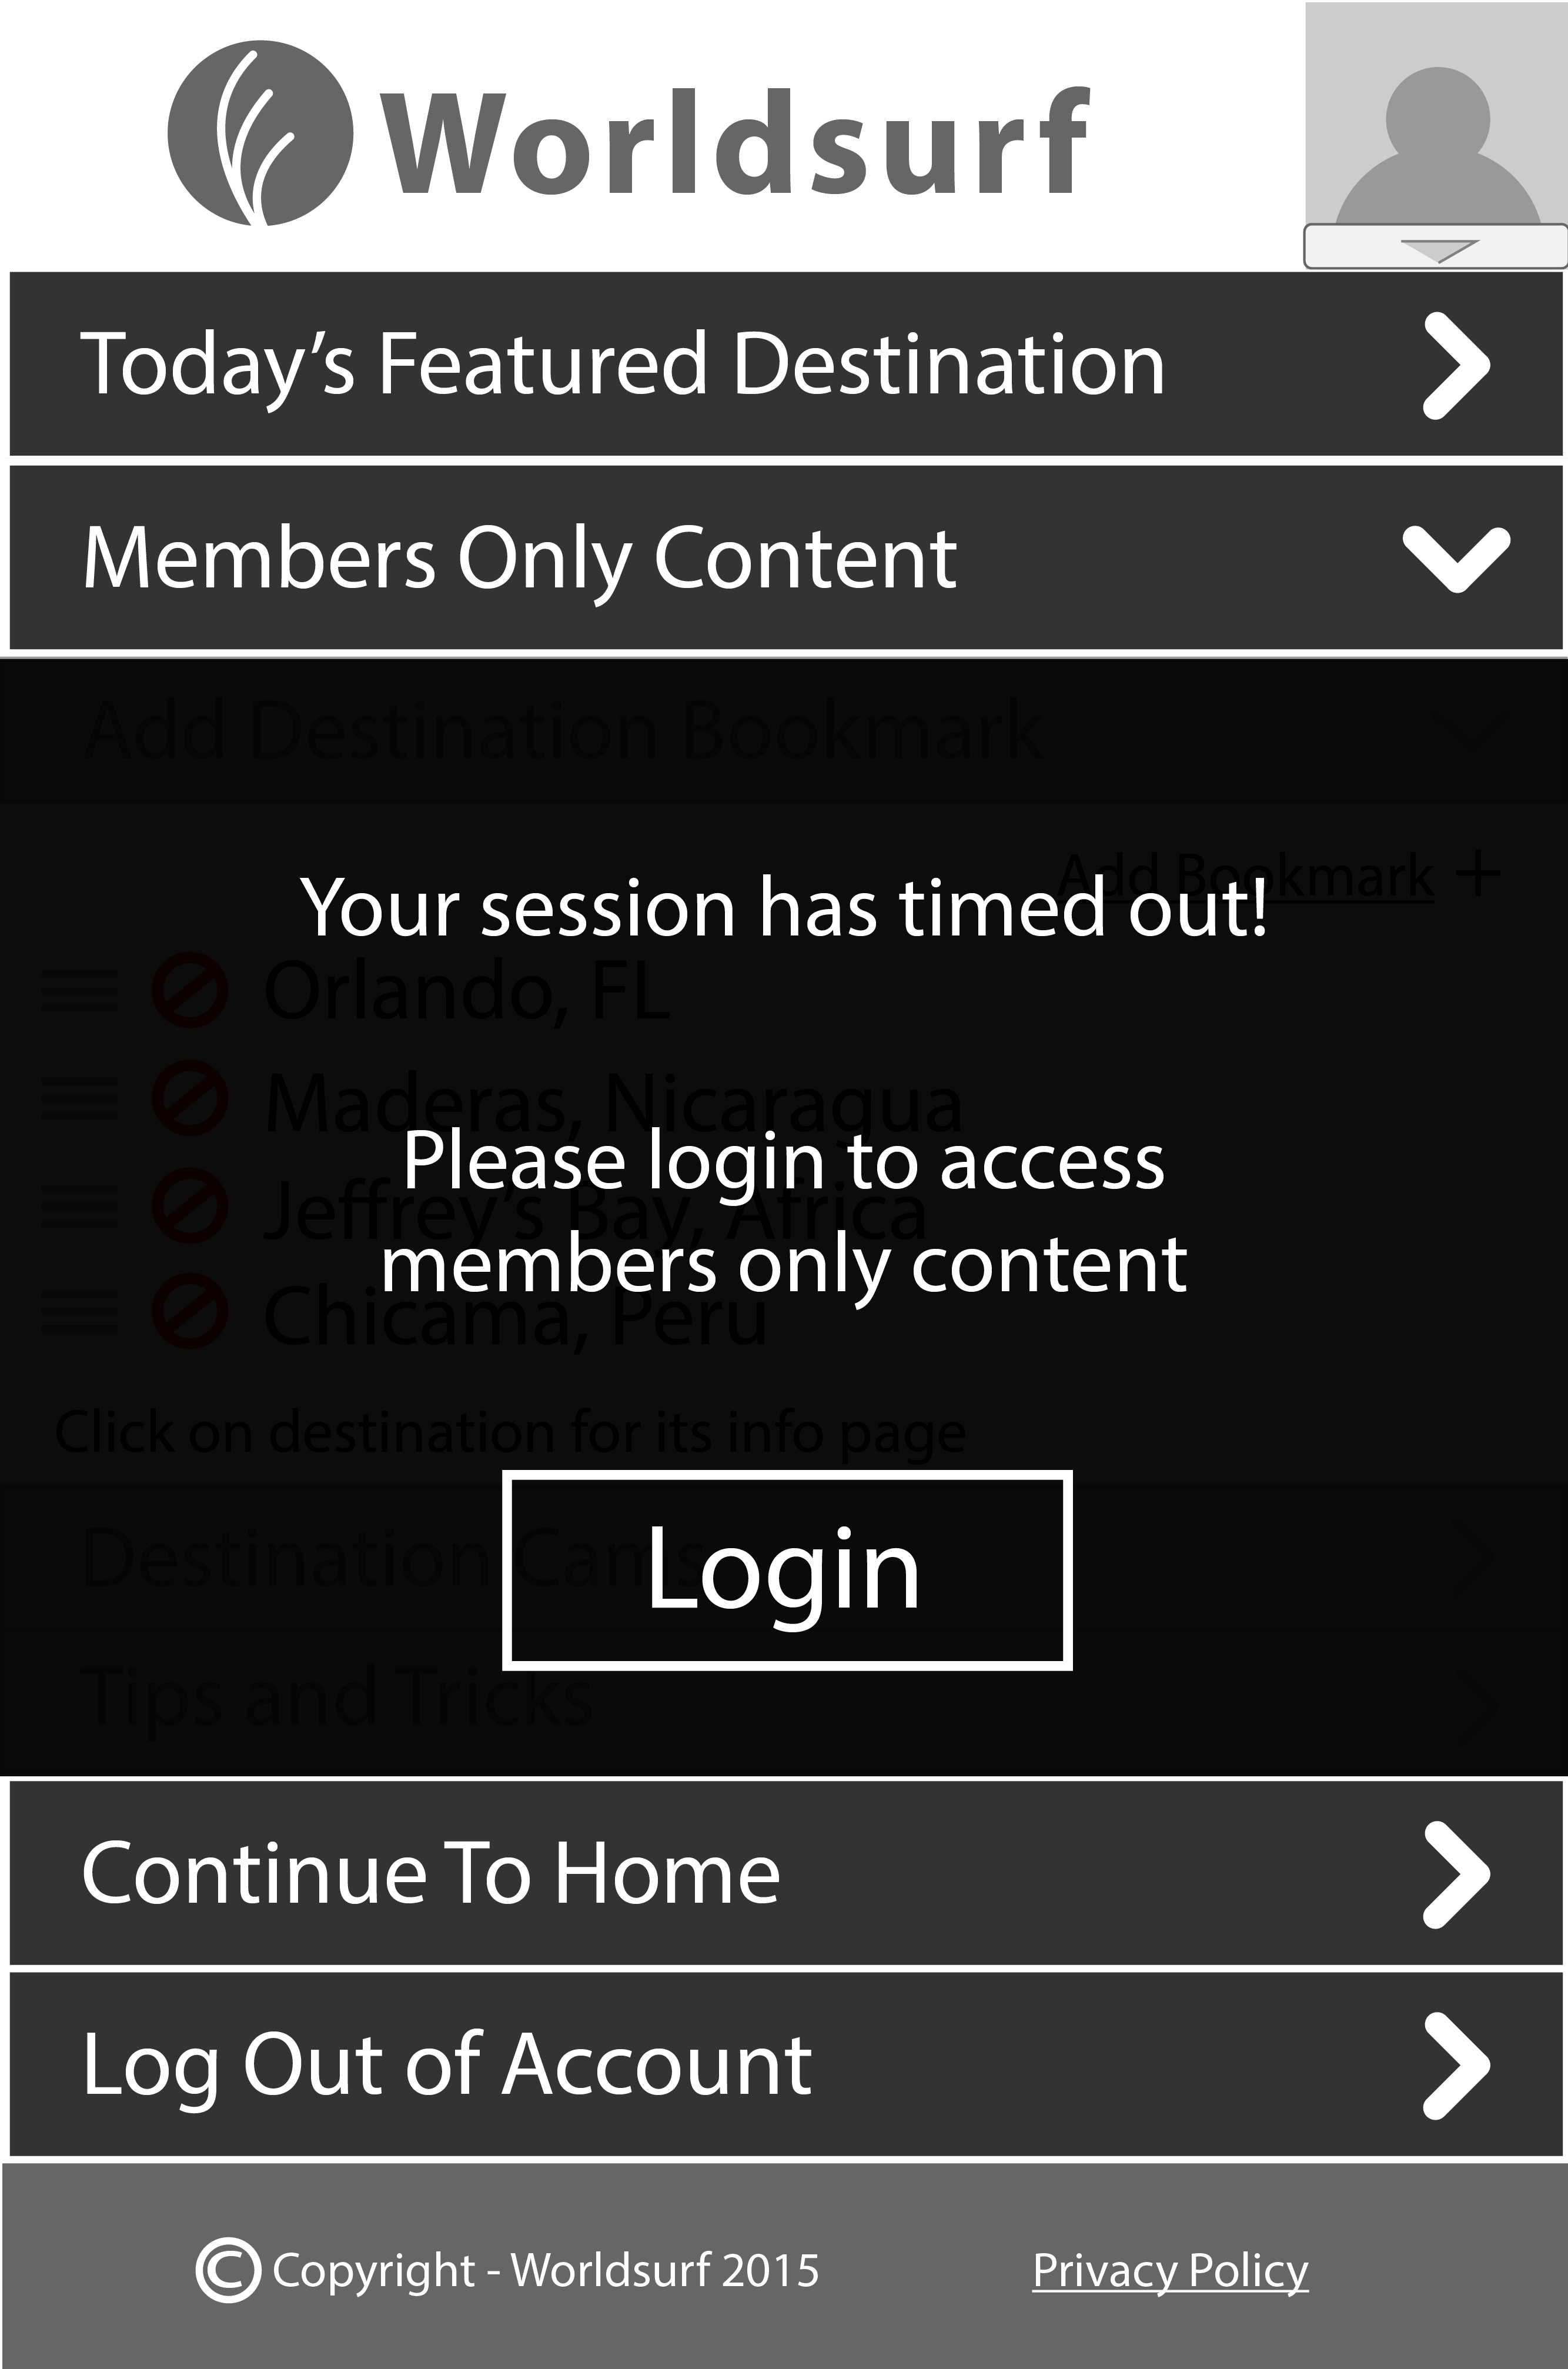 Worldsurf
Today’s Featured Destination
Members Only Content
Add Destination Bookmark
Add Bookmark +
Your session has timed out!
Orlando, FL
Maderas, Nicaragua
Please login to access
Jeffrey’s Bay, Africa
members only content
Chicama, Peru
Click on destination for its info page
Destination Cams
Login
Tips and Tricks
Continue To Home
Log Out of Account
© Copyright - Worldsurf 2015 Privacy Policy